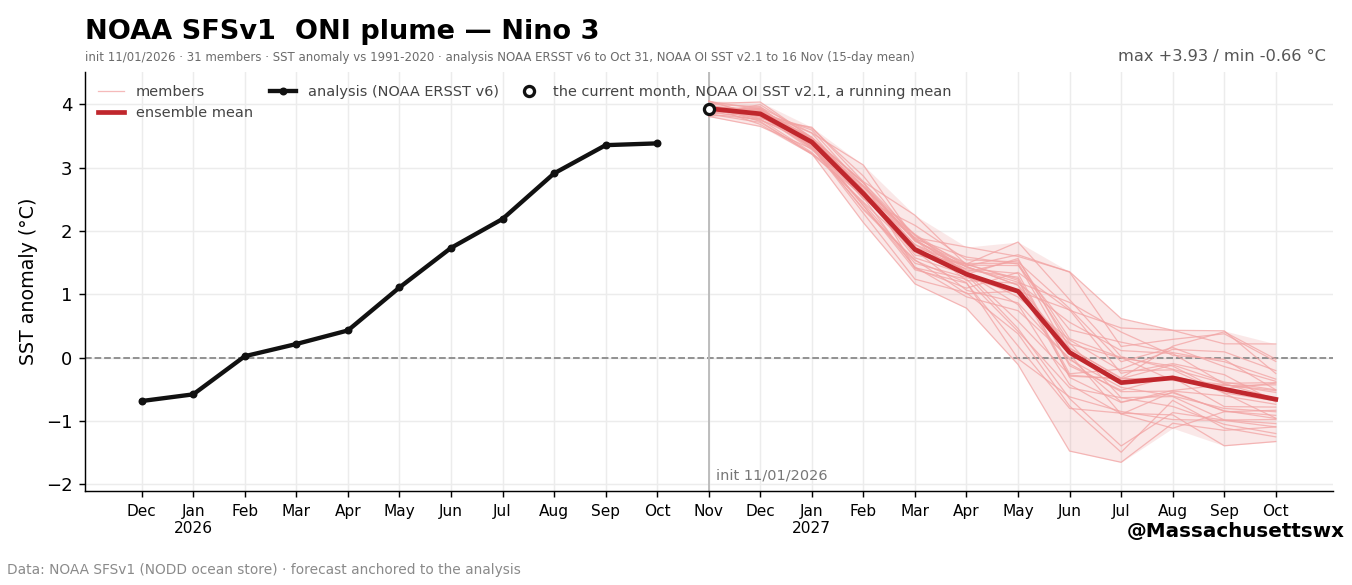 NOAA SFSv1 ONI plume — Nino 3
init 11/01/2026 · 31 members · SST anomaly vs 1991-2020 · analysis NOAA ERSST v6 to Oct 31, NOAA OI SST v2.1 to 16 Nov (15-day mean)
max +3.93 / min -0.66 °C
members
ensemble mean
analysis (NOAA ERSST v6)
the current month, NOAA OI SST v2.1, a running mean
SST anomaly (°C)
4
3
2
1
0
−1
−2
init 11/01/2026
Dec Jan Feb Mar Apr May Jun Jul Aug Sep Oct Nov Dec Jan Feb Mar Apr May Jun Jul Aug Sep Oct
2026 2027
@Massachusettswx
Data: NOAA SFSv1 (NODD ocean store) · forecast anchored to the analysis